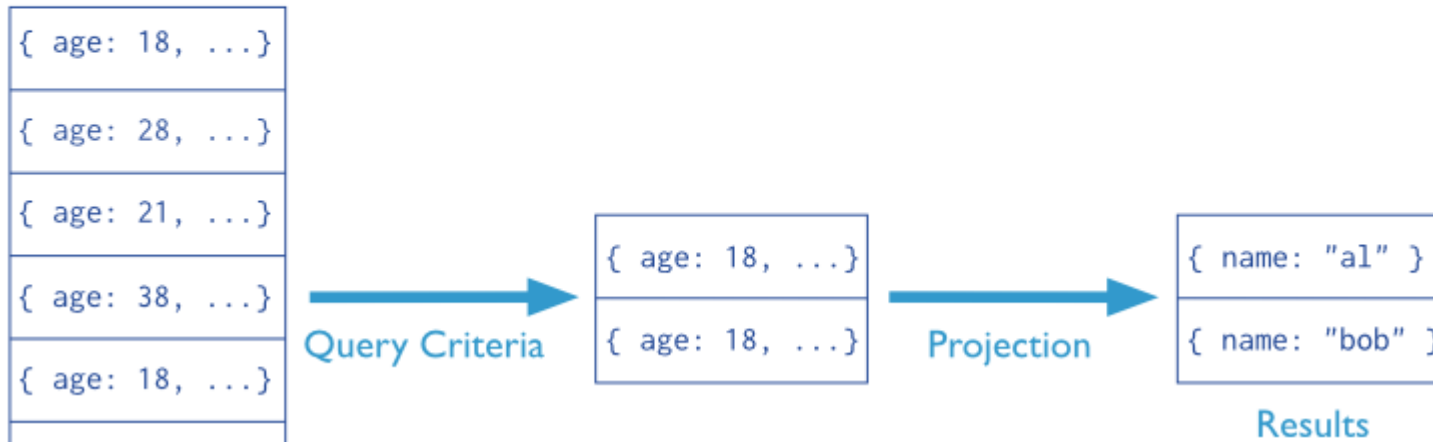 { age: 18, ...}
{ age: 28, ...}
{ age: 21, ...}
{ age: 38, ...}
{ age: 18, ...}
Query Criteria
{ age: 18, ...}
{ age: 18, ...}
Projection
{ name: "al" }
{ name: "bob" }
Results